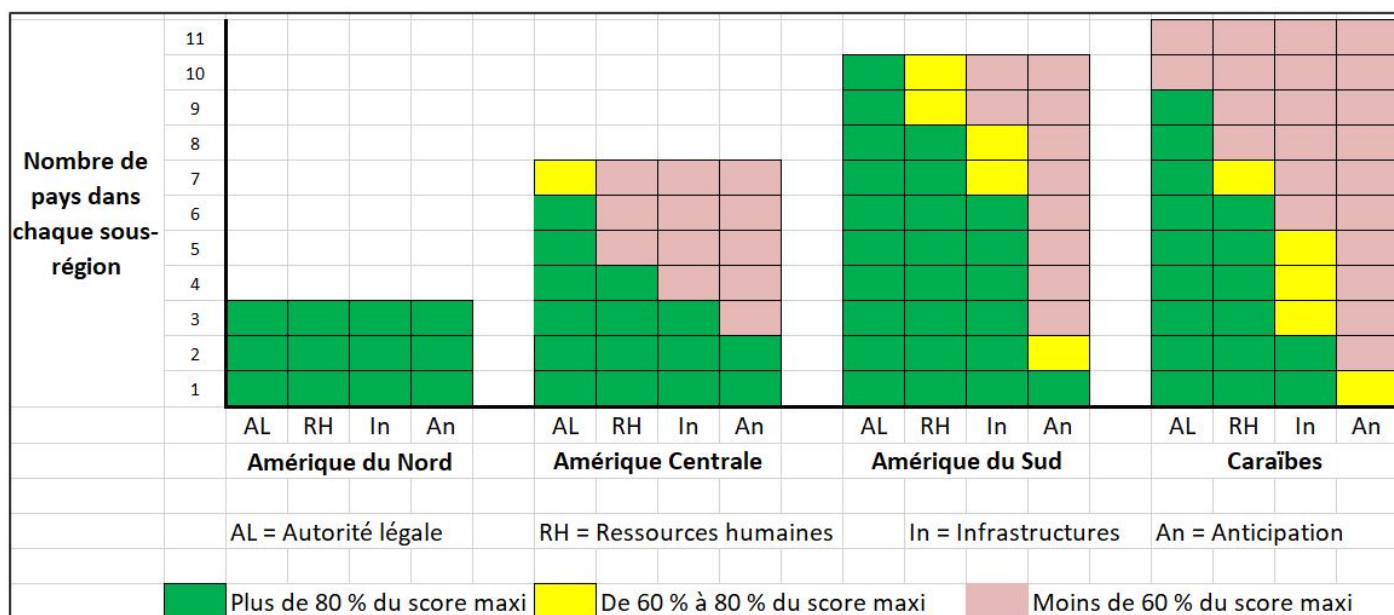 11
10
9
8
7
6
5
4
3
2
1
Nombre de
pays dans
chaque sous-
région
AL RH In An AL RH In An AL RH In An AL RH In An
Amérique du Nord Amérique Centrale Amérique du Sud Caraïbes
AL = Autorité légale RH = Ressources humaines In = Infrastructures An = Anticipation
Plus de 80 % du score maxi De 60 % à 80 % du score maxi Moins de 60 % du score maxi